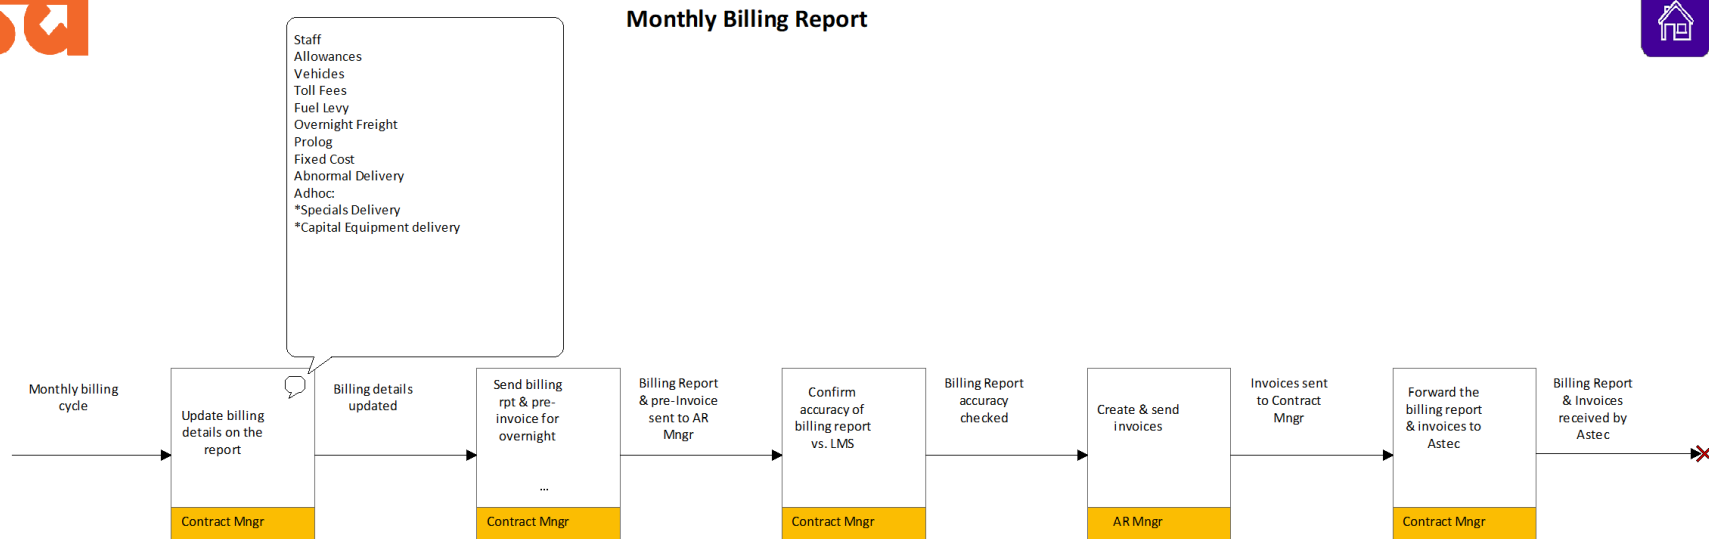 Monthly Billing Report
Staff
Allowances
Vehicles
Toll Fees
Fuel Levy
Overnight Freight
Prolog
Fixed Cost
Abnormal Delivery
Adhoc:
*Specials Delivery
*Capital Equipment delivery
Monthly billing
cycle
Update billing
details on the
report
Contract Mngr
Billing details
updated
Send billing
rpt & pre-
invoice for
overnight
...
Contract Mngr
Billing Report
& pre-Invoice
sent to AR
Mngr
Confirm
accuracy of
billing report
vs. LMS
Contract Mngr
Billing Report
accuracy
checked
Create & send
invoices
AR Mngr
Invoices sent
to Contract
Mngr
Forward the
billing report
& invoices to
Astec
Contract Mngr
Billing Report
& Invoices
received by
Astec